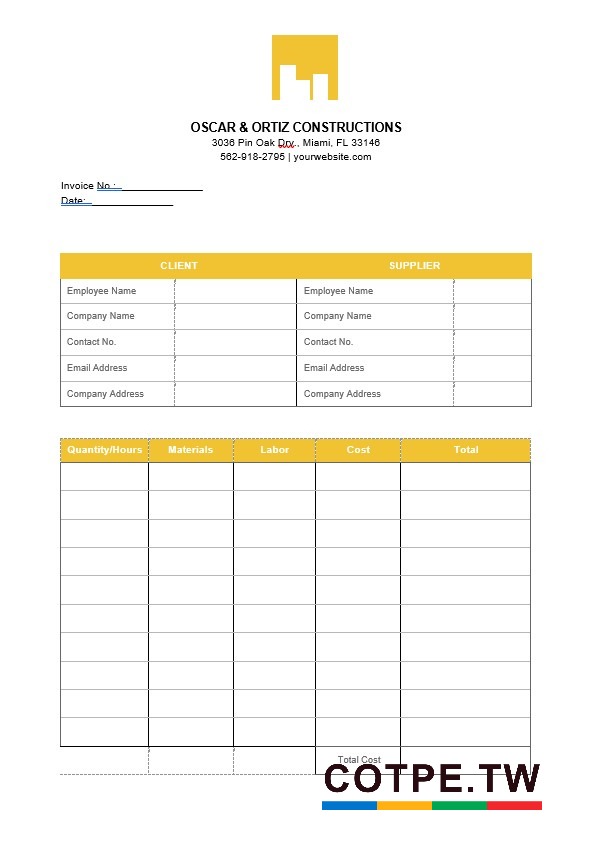 OSCAR & ORTIZ CONSTRUCTIONS
3036 Pin Oak Dry., Miami, FL 33146
562-918-2795 | yourwebsite.com
Invoice No.: _______________
Date: _______________
CLIENT SUPPLIER
Employee Name Employee Name
Company Name Company Name
Contact No. Contact No.
Email Address Email Address
Company Address Company Address
Quantity/Hours Materials Labor Cost Total
Total Cost
COTPE.TW